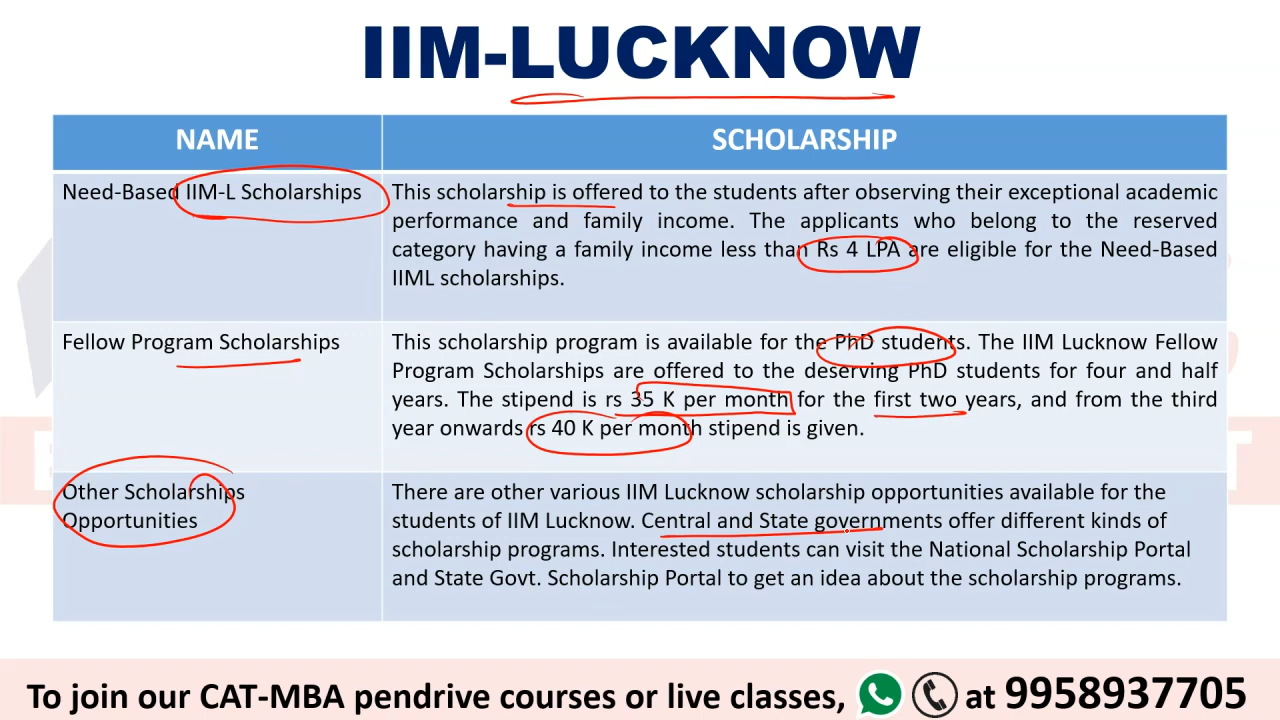 IIM-LUCKNOW
NAME
SCHOLARSHIP
Need-Based IIM-L Scholarships
This scholarship is offered to the students after observing their exceptional academic
performance and family income. The applicants who belong to the reserved
category having a family income less than Rs 4 LPA are eligible for the Need-Based
IIML scholarships.
Fellow Program Scholarships
This scholarship program is available for the PhD students. The IIM Lucknow Fellow
Program Scholarships are offered to the deserving PhD students for four and half
years. The stipend is rs 35 K per month for the first two years, and from the third
year onwards rs 40 K per month stipend is given.
Other Scholarships
Opportunities
There are other various IIM Lucknow scholarship opportunities available for the
students of IIM Lucknow. Central and State governments offer different kinds of
scholarship programs. Interested students can visit the National Scholarship Portal
and State Govt. Scholarship Portal to get an idea about the scholarship programs.
To join our CAT-MBA pendrive courses or live classes, at 9958937705